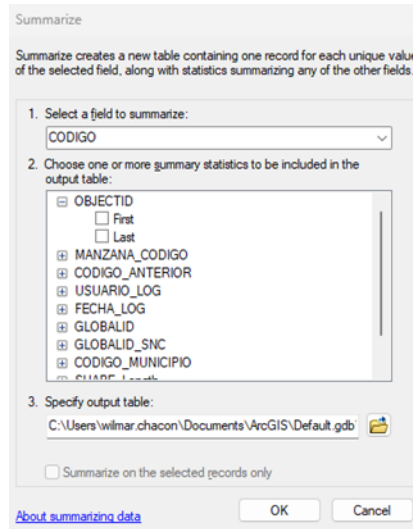 Summarize
Summarize creates a new table containing one record for each unique value
of the selected field, along with statistics summarizing any of the other fields.
1. Select a field to summarize:
CODIGO
2. Choose one or more summary statistics to be included in the
output table:
OBJECTID
First
Last
MANZANA_CODIGO
CODIGO_ANTERIOR
USUARIO_LOG
FECHA_LOG
GLOBALID
GLOBALID_SNC
CODIGO_MUNICIPIO
SHAPE_Length
3. Specify output table:
C:\Users\wilmar.chacon\Documents\ArcGIS\Default.gdb
Summarize on the selected records only
About summarizing data
OK
Cancel